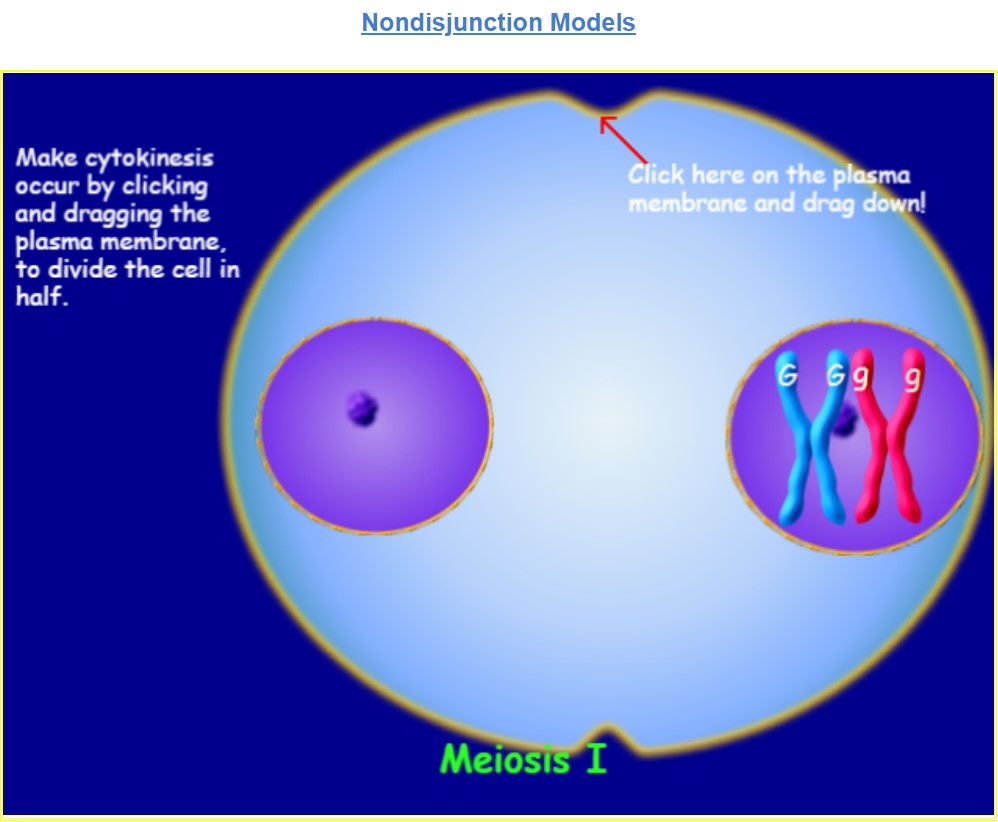 Nondisjunction Models
Make cytokinesis
occur by clicking
and dragging the
plasma membrane,
to divide the cell in
half.
Click here on the plasma
membrane and drag down!
G G g g
Meiosis I